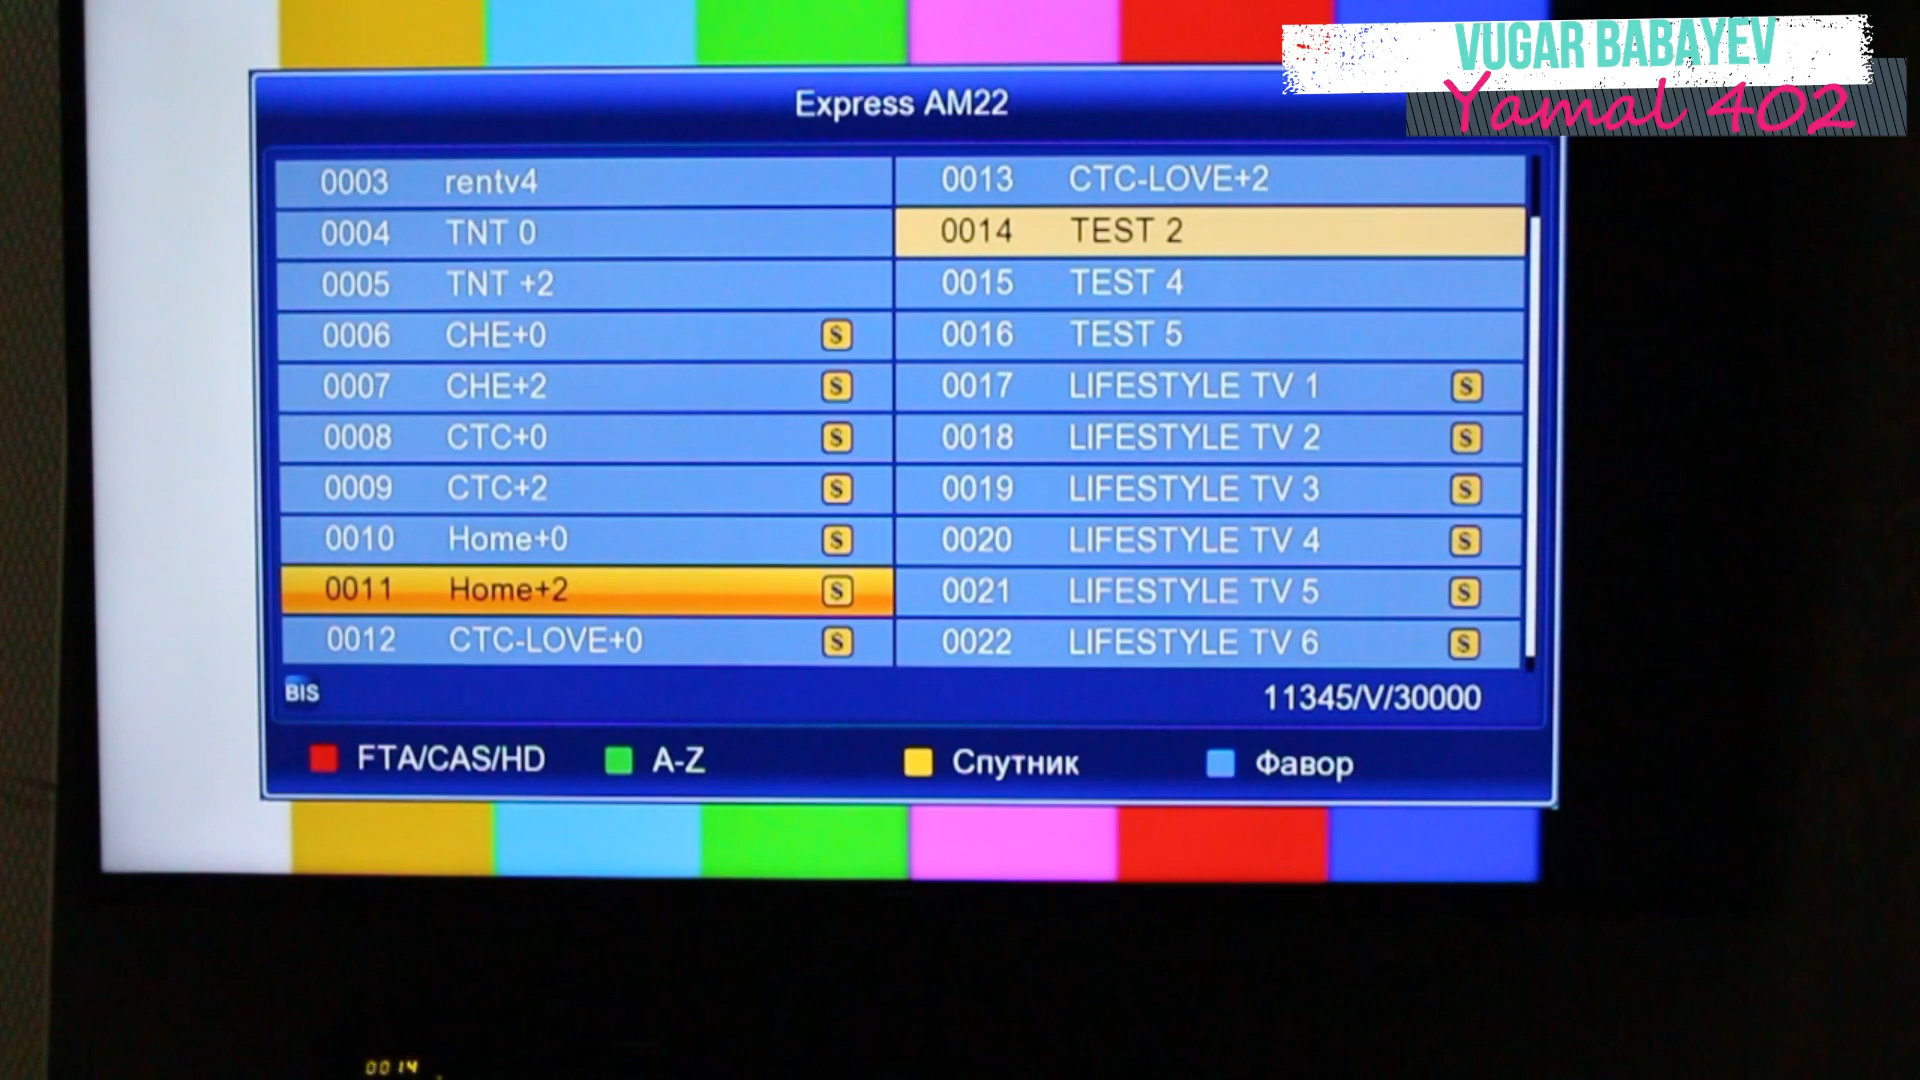 VUGAR BABAYEV
Yamal 402
Express AM22
0003 rentv4
0004 TNT 0
0005 TNT +2
0006 CHE+0 S
0007 CHE+2 S
0008 CTC+0 S
0009 CTC+2 S
0010 Home+0 S
0011 Home+2 S
0012 CTC-LOVE+0 S
0013 CTC-LOVE+2
0014 TEST 2
0015 TEST 4
0016 TEST 5
0017 LIFESTYLE TV 1 S
0018 LIFESTYLE TV 2 S
0019 LIFESTYLE TV 3 S
0020 LIFESTYLE TV 4 S
0021 LIFESTYLE TV 5 S
0022 LIFESTYLE TV 6 S
BIS 11345/V/30000
FTA/CAS/HD A-Z Спутник Фавор
0014